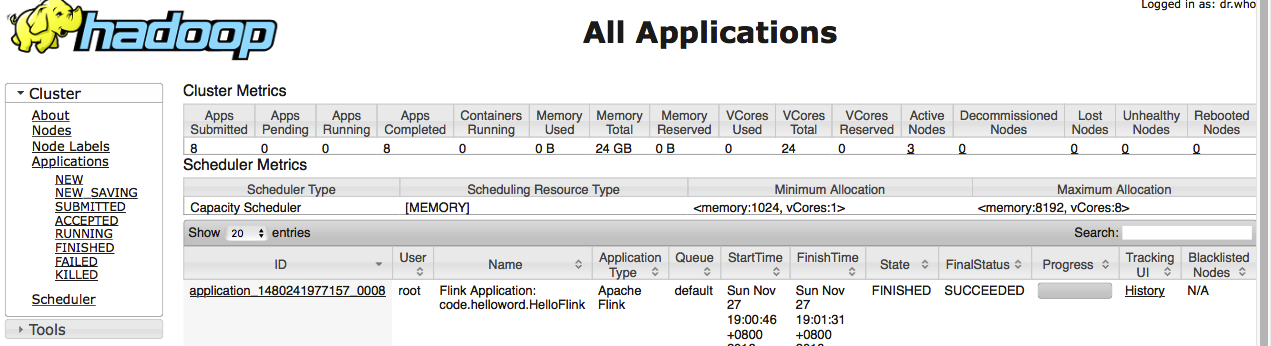 Logged in as: dr.who
hadoop
All Applications
Cluster
About
Nodes
Node Labels
Applications
NEW
NEW_SAVING
SUBMITTED
ACCEPTED
RUNNING
FINISHED
FAILED
KILLED
Scheduler
Tools
Cluster Metrics
Apps Submitted Apps Pending Apps Running Apps Completed Containers Running Memory Used Memory Total Memory Reserved VCores Used VCores Total VCores Reserved Active Nodes Decommissioned Nodes Lost Nodes Unhealthy Nodes Rebooted Nodes
8 0 0 8 0 0 B 24 GB 0 B 0 24 0 3 0 0 0 0
Scheduler Metrics
Scheduler Type Scheduling Resource Type Minimum Allocation Maximum Allocation
Capacity Scheduler [MEMORY] <memory:1024, vCores:1> <memory:8192, vCores:8>
Show 20 entries Search:
ID User Name Application Type Queue StartTime FinishTime State FinalStatus Progress Tracking UI Blacklisted Nodes
application_1480241977157_0008 root Flink Application: default Sun Nov Sun Nov FINISHED SUCCEEDED History N/A
code.helloword.HelloFlink Apache Flink 27 27
19:00:46 19:01:31
+0800 +0800